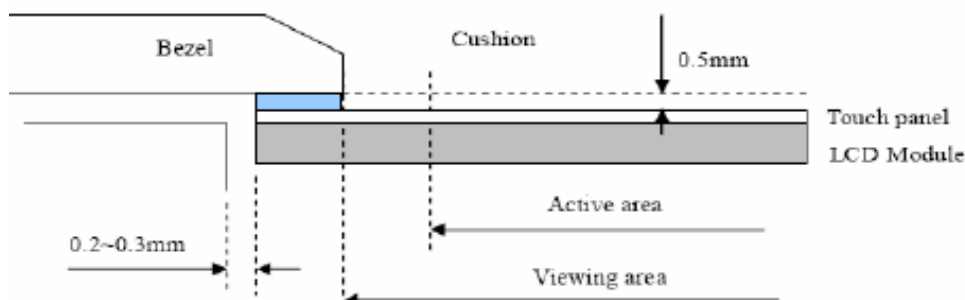 Cushion
Bezel
0.5mm
Touch panel
LCD Module
Active area
0.2~0.3mm
Viewing area